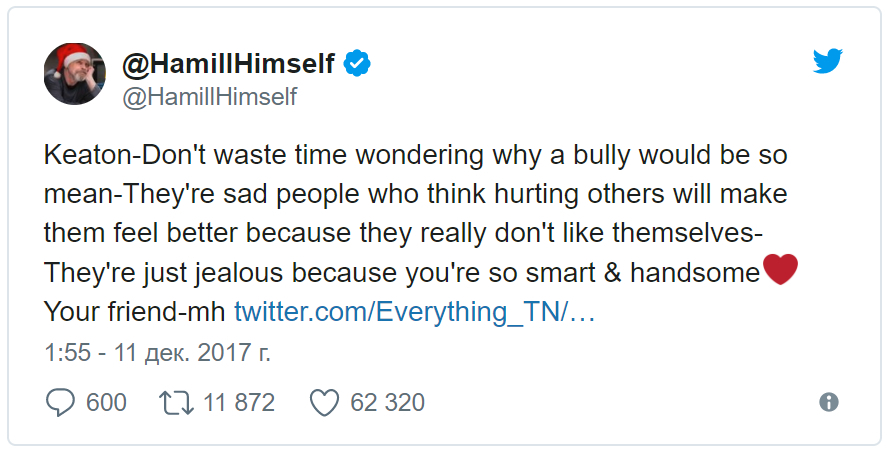 @HamillHimself
@HamillHimself
Keaton-Don't waste time wondering why a bully would be so
mean-They're sad people who think hurting others will make
them feel better because they really don't like themselves-
They're just jealous because you're so smart & handsome❤
Your friend-mh twitter.com/Everything_TN/…
1:55 - 11 дек. 2017 г.
600 11 872 62 320